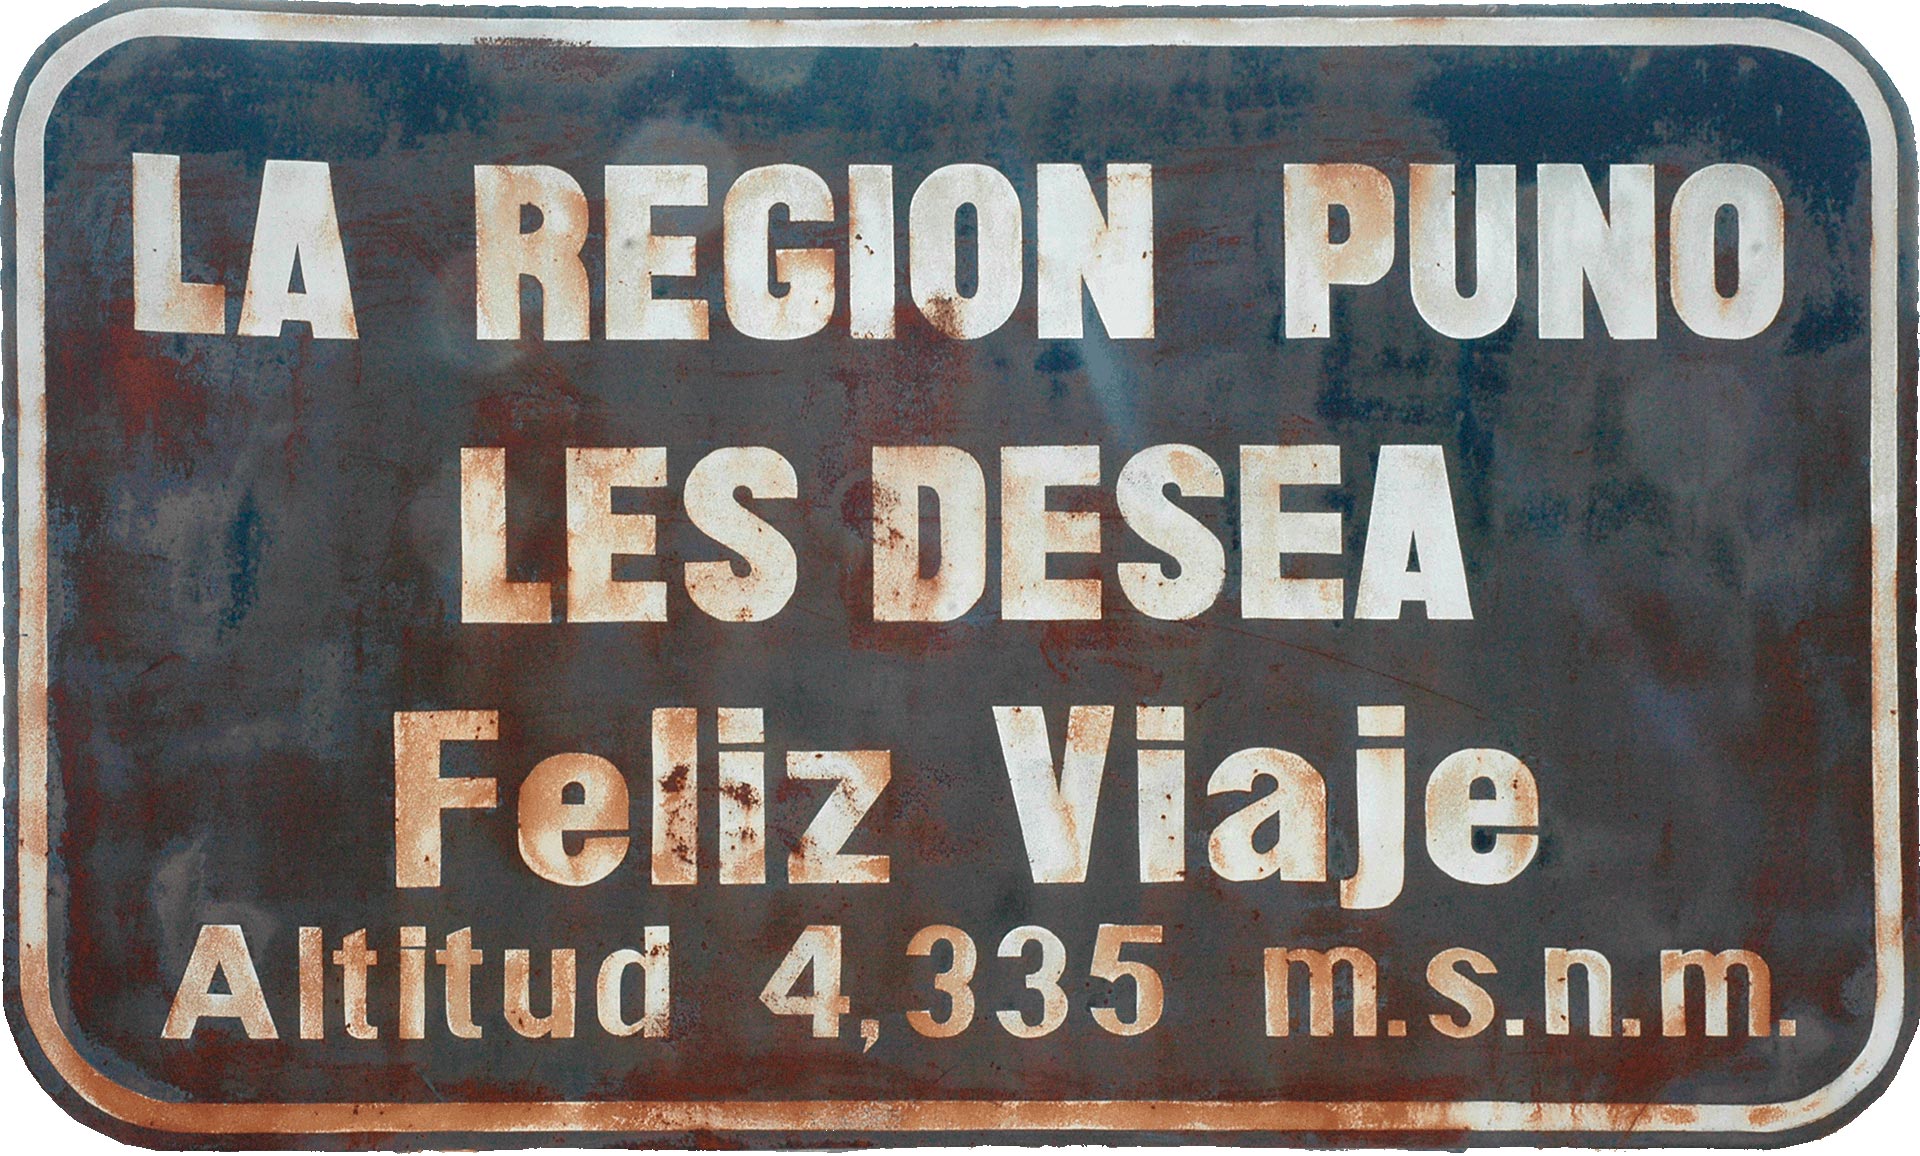 LA REGION PUNO
LES DESEA
Feliz Viaje
Altitud 4,335 m.s.n.m.